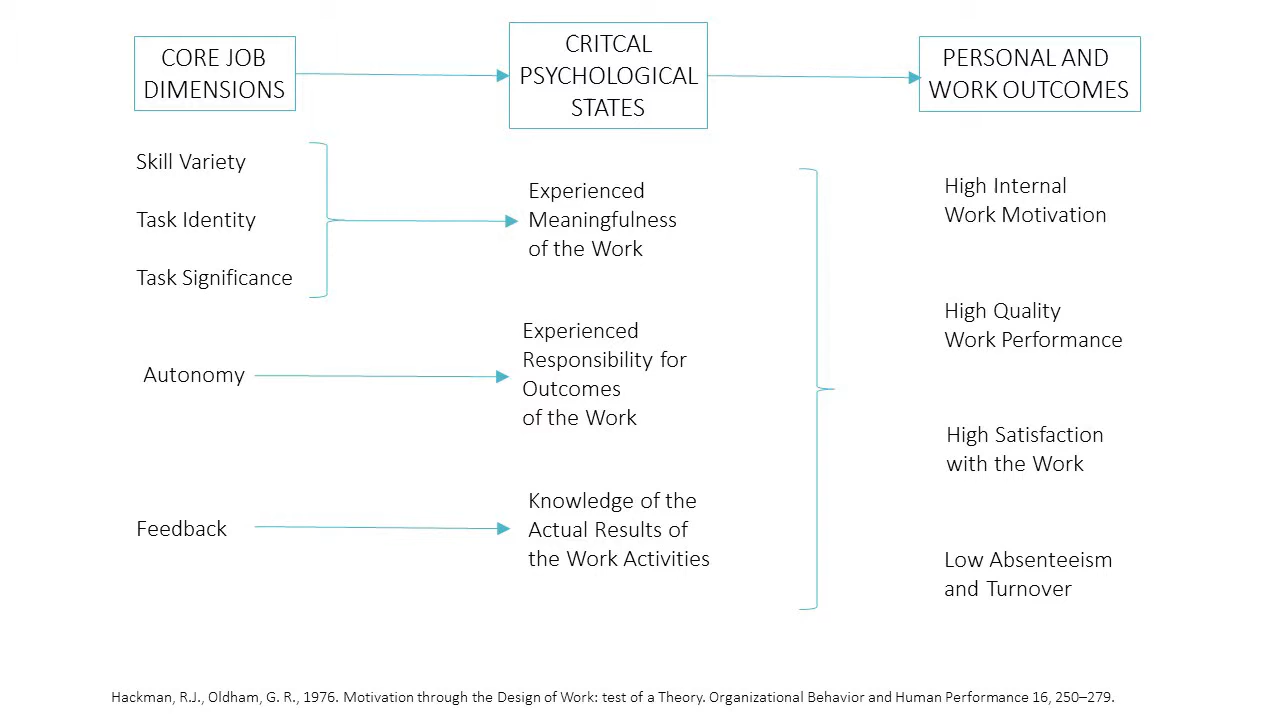 CORE JOB
DIMENSIONS
CRITCAL
PSYCHOLOGICAL
STATES
PERSONAL AND
WORK OUTCOMES
Skill Variety
Task Identity
Task Significance
Experienced
Meaningfulness
of the Work
High Internal
Work Motivation
Autonomy
Experienced
Responsibility for
Outcomes
of the Work
High Quality
Work Performance
High Satisfaction
with the Work
Feedback
Knowledge of the
Actual Results of
the Work Activities
Low Absenteeism
and Turnover
Hackman, R.J., Oldham, G. R., 1976. Motivation through the Design of Work: test of a Theory. Organizational Behavior and Human Performance 16, 250–279.